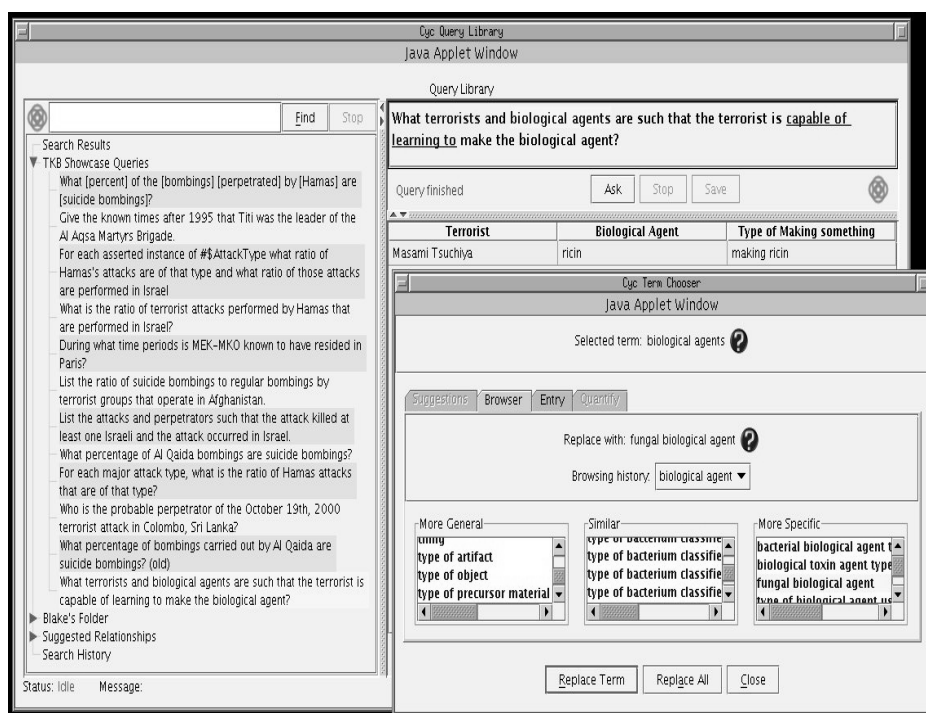 Cyc Query Library
Java Applet Window
Query Library
Find
Stop
Search Results
TKB Showcase Queries
What [percent] of the [bombings] [perpetrated] by [Hamas] are
[suicide bombings]?
Give the known times after 1995 that Titi was the leader of the
Al Aqsa Martyrs Brigade.
For each asserted instance of #$AttackType what ratio of
Hamas's attacks are of that type and what ratio of those attacks
are performed in Israel
What is the ratio of terrorist attacks performed by Hamas that
are performed in Israel?
During what time periods is MEK-MKO known to have resided in
Paris?
List the ratio of suicide bombings to regular bombings by
terrorist groups that operate in Afghanistan.
List the attacks and perpetrators such that the attack killed at
least one Israeli and the attack occurred in Israel.
What percentage of Al Qaida bombings are suicide bombings?
For each major attack type, what is the ratio of Hamas attacks
that are of that type?
Who is the probable perpetrator of the October 19th, 2000
terrorist attack in Colombo, Sri Lanka?
What percentage of bombings carried out by Al Qaida are
suicide bombings? (old)
What terrorists and biological agents are such that the terrorist is
capable of learning to make the biological agent?
Blake's Folder
Suggested Relationships
Search History
Status: Idle Message:
What terrorists and biological agents are such that the terrorist is capable of
learning to make the biological agent?
Query finished
Ask
Stop
Save
Terrorist Biological Agent Type of Making something
Masami Tsuchiya ricin making ricin
Cyc Term Chooser
Java Applet Window
Selected term: biological agents
Suggestions Browser Entry Quantify
Replace with: fungal biological agent
Browsing history: biological agent
More General
thing
type of artifact
type of object
type of precursor material
Similar
type of bacterium classifie
type of bacterium classifie
type of bacterium classifie
type of bacterium classifie
More Specific
bacterial biological agent t
biological toxin agent type
fungal biological agent
type of biological agent us
Replace Term
Replace All
Close